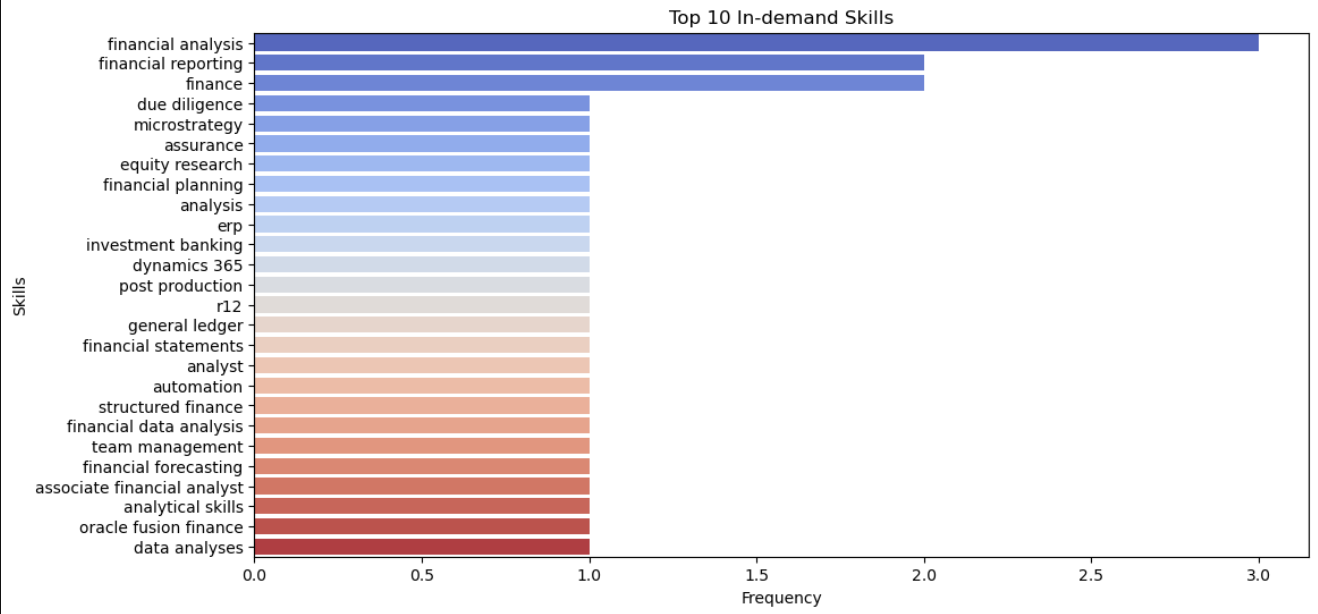 Top 10 In-demand Skills
financial analysis
financial reporting
finance
due diligence
microstrategy
assurance
equity research
financial planning
analysis
erp
investment banking
dynamics 365
post production
r12
general ledger
financial statements
analyst
automation
structured finance
financial data analysis
team management
financial forecasting
associate financial analyst
analytical skills
oracle fusion finance
data analyses
Skills
0.0 0.5 1.0 1.5 2.0 2.5 3.0
Frequency